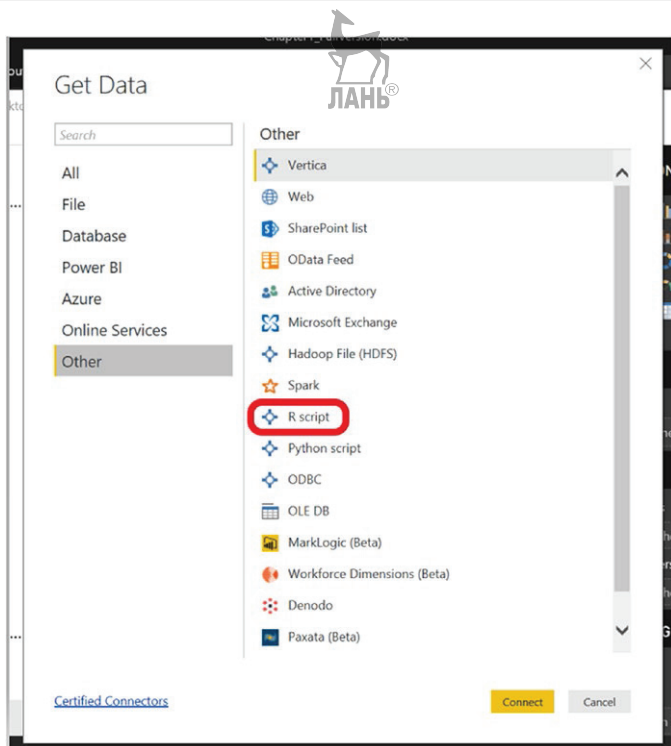 Chapter1_FullVersion.docx
Get Data
ЛАНЬ®
Search
All
File
Database
Power BI
Azure
Online Services
Other
Other
Vertica
Web
SharePoint list
OData Feed
Active Directory
Microsoft Exchange
Hadoop File (HDFS)
Spark
R script
Python script
ODBC
OLE DB
MarkLogic (Beta)
Workforce Dimensions (Beta)
Denodo
Paxata (Beta)
Certified Connectors
Connect
Cancel